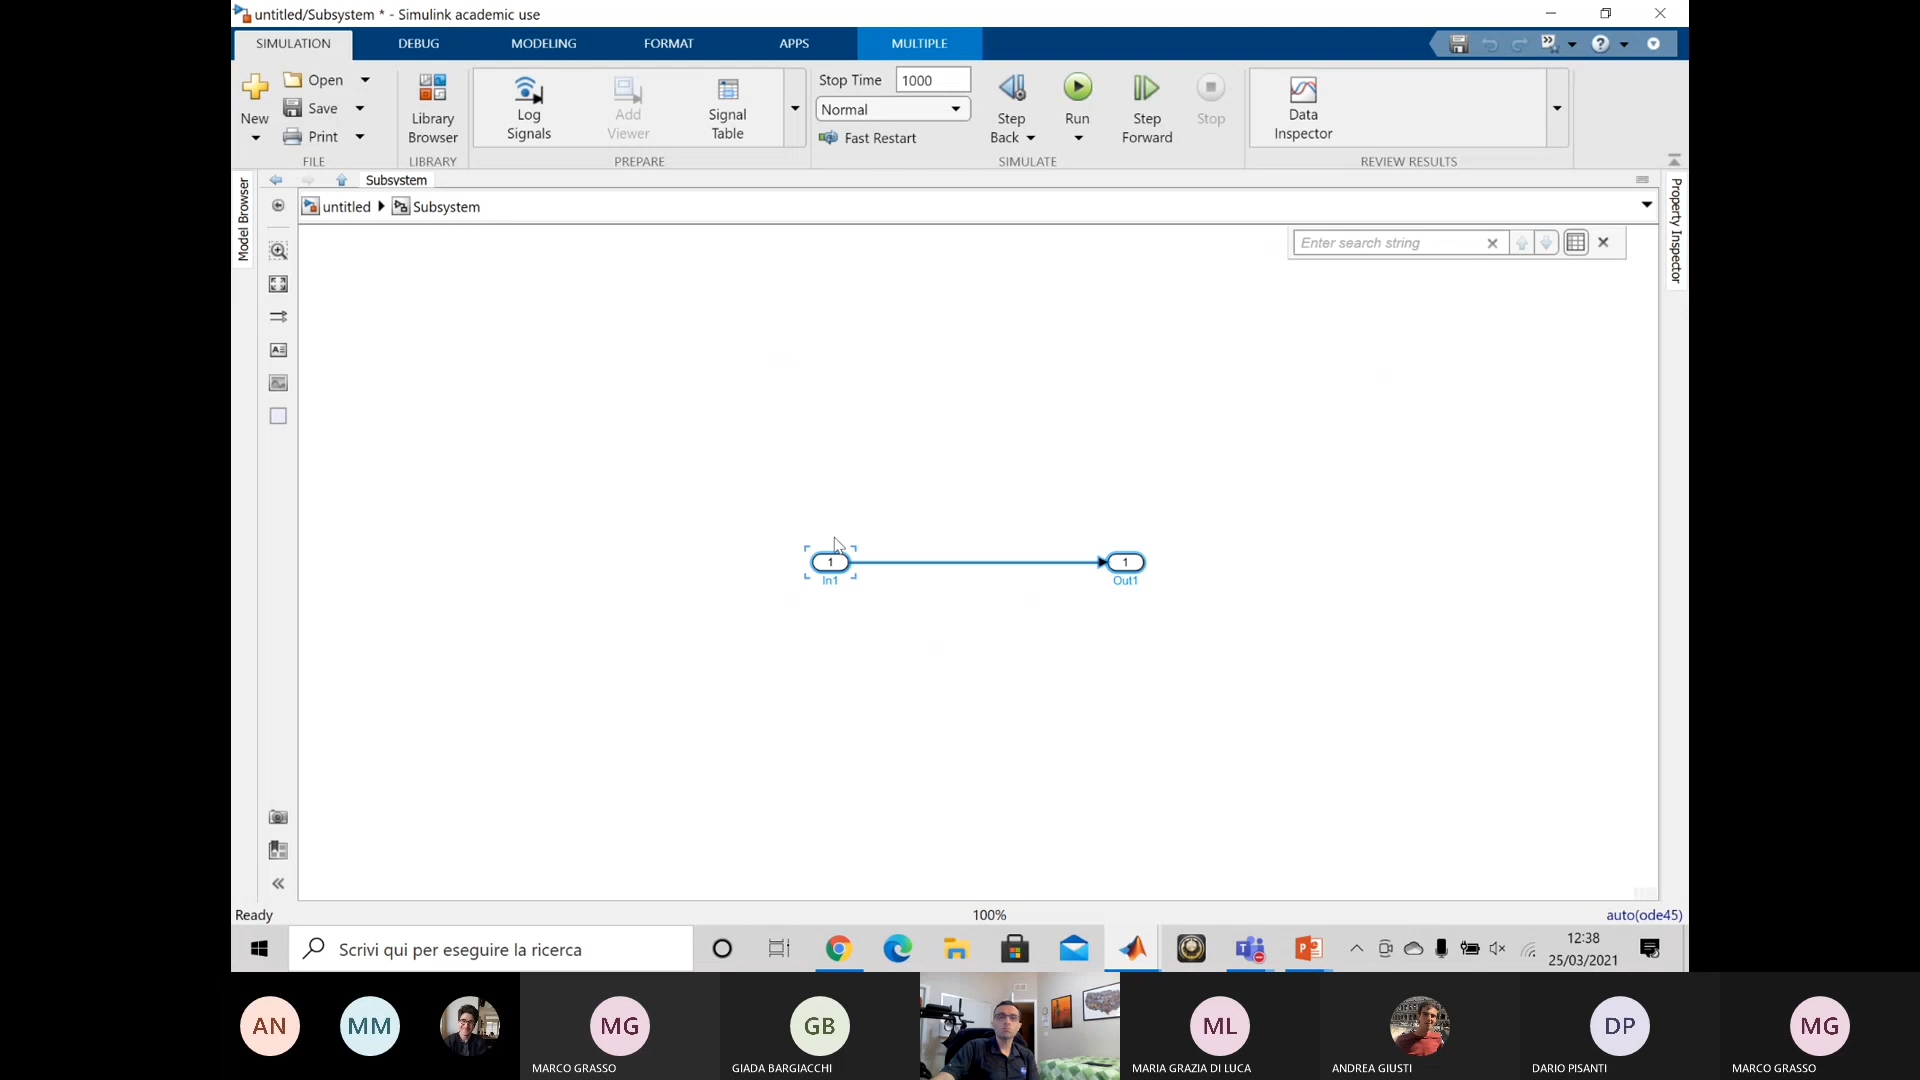 untitled/Subsystem * - Simulink academic use
SIMULATION DEBUG MODELING FORMAT APPS MULTIPLE
New Open Save Print
FILE
Library Browser
LIBRARY
Log Signals Add Viewer Signal Table
PREPARE
Stop Time 1000
Normal
Fast Restart
Step Back Run Step Forward Stop
SIMULATE
Data Inspector
REVIEW RESULTS
Model Browser
Subsystem
untitled Subsystem
Enter search string
Property Inspector
1 1
In1 Out1
Ready 100% auto(ode45)
Scrivi qui per eseguire la ricerca
12:38
25/03/2021
AN MM MG GB ML DP MG
MARCO GRASSO GIADA BARGIACCHI MARIA GRAZIA DI LUCA ANDREA GIUSTI DARIO PISANTI MARCO GRASSO